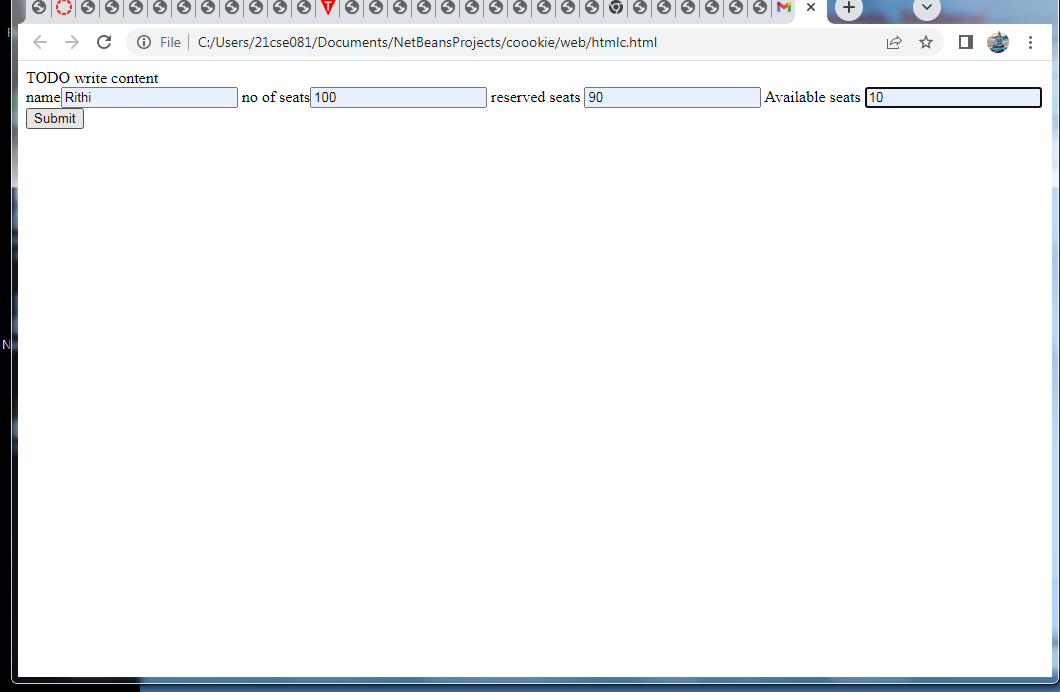 File C:/Users/21cse081/Documents/NetBeansProjects/coookie/web/htmlc.html
TODO write content
name Rithi no of seats 100 reserved seats 90 Available seats 10
Submit